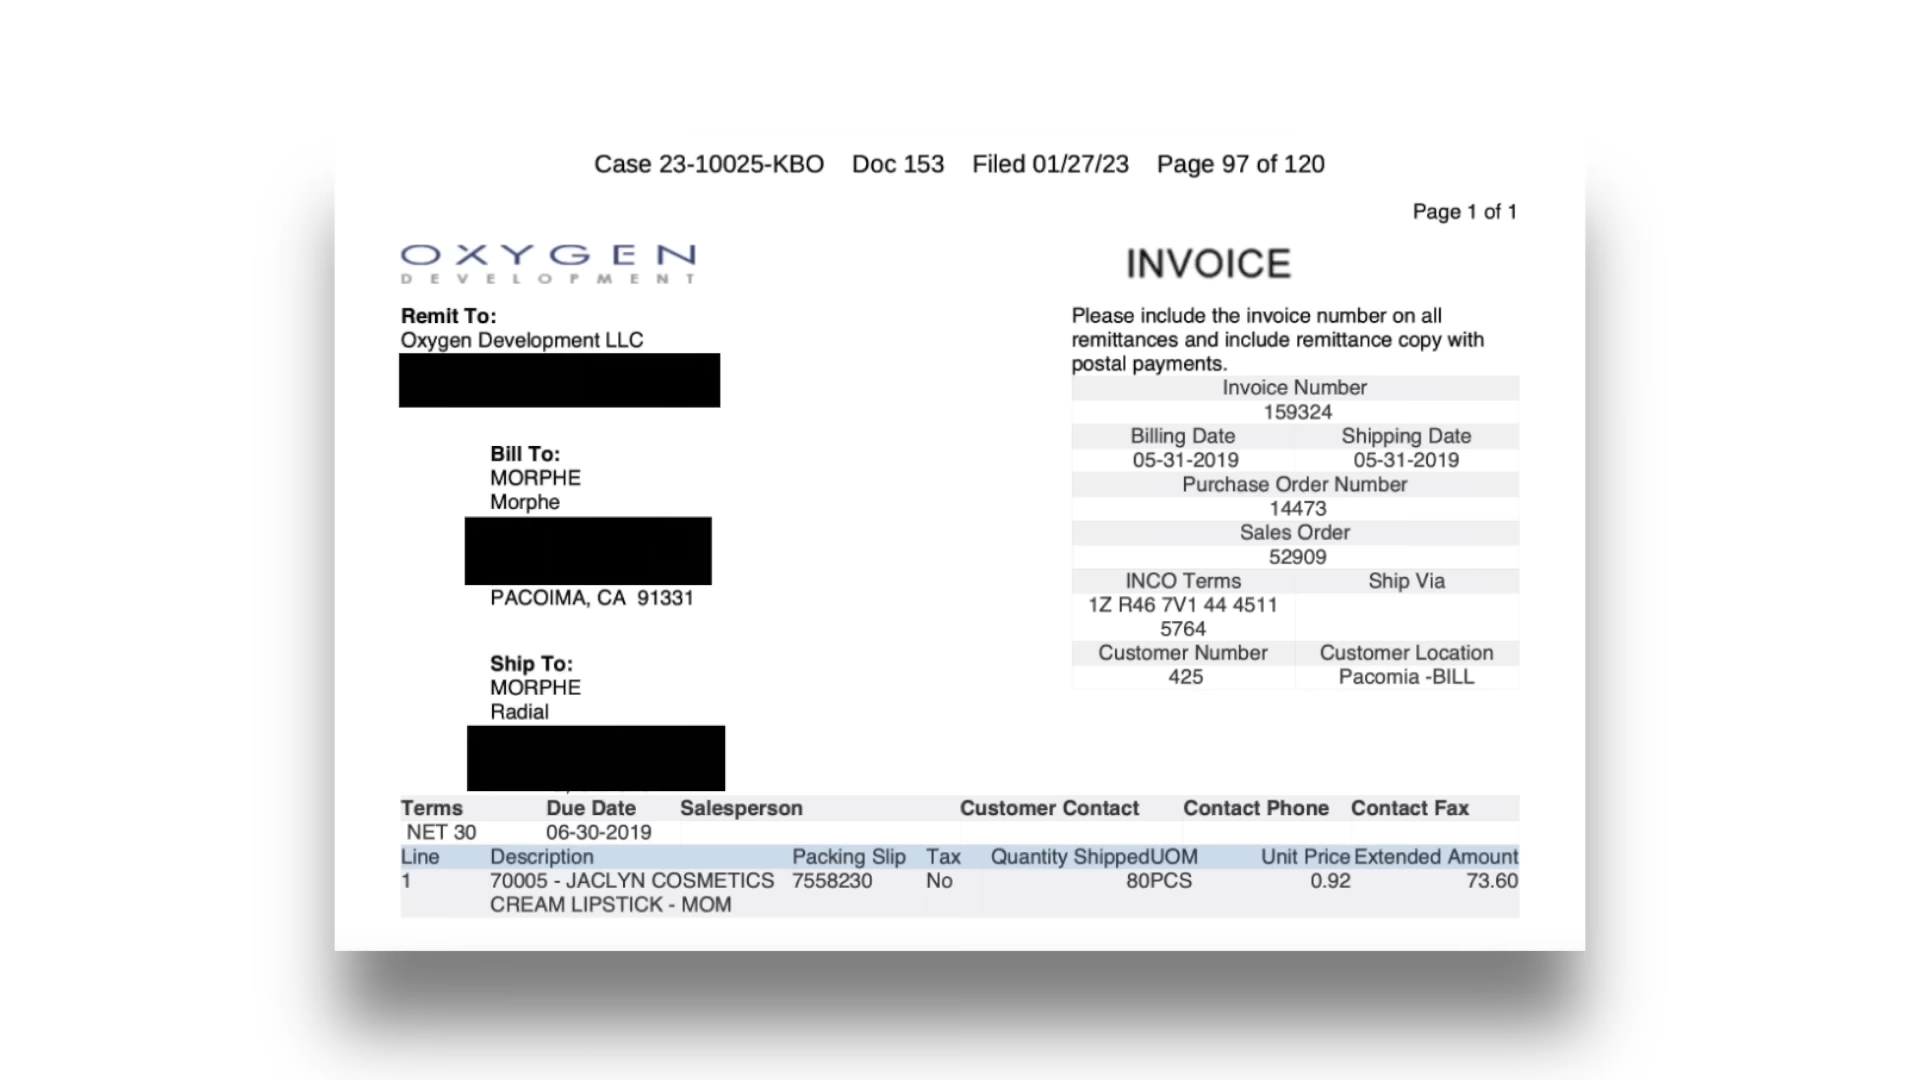 Case 23-10025-KBO Doc 153 Filed 01/27/23 Page 97 of 120
Page 1 of 1
OXYGEN
DEVELOPMENT
INVOICE
Remit To:
Oxygen Development LLC
Please include the invoice number on all
remittances and include remittance copy with
postal payments.
Invoice Number
159324
Billing Date Shipping Date
05-31-2019 05-31-2019
Purchase Order Number
14473
Sales Order
52909
INCO Terms Ship Via
1Z R46 7V1 44 4511
5764
Customer Number Customer Location
425 Pacomia -BILL
Bill To:
MORPHE
Morphe
PACOIMA, CA 91331
Ship To:
MORPHE
Radial
Terms Due Date Salesperson Customer Contact Contact Phone Contact Fax
NET 30 06-30-2019
Line Description Packing Slip Tax Quantity ShippedUOM Unit Price Extended Amount
1 70005 - JACLYN COSMETICS 7558230 No 80PCS 0.92 73.60
CREAM LIPSTICK - MOM